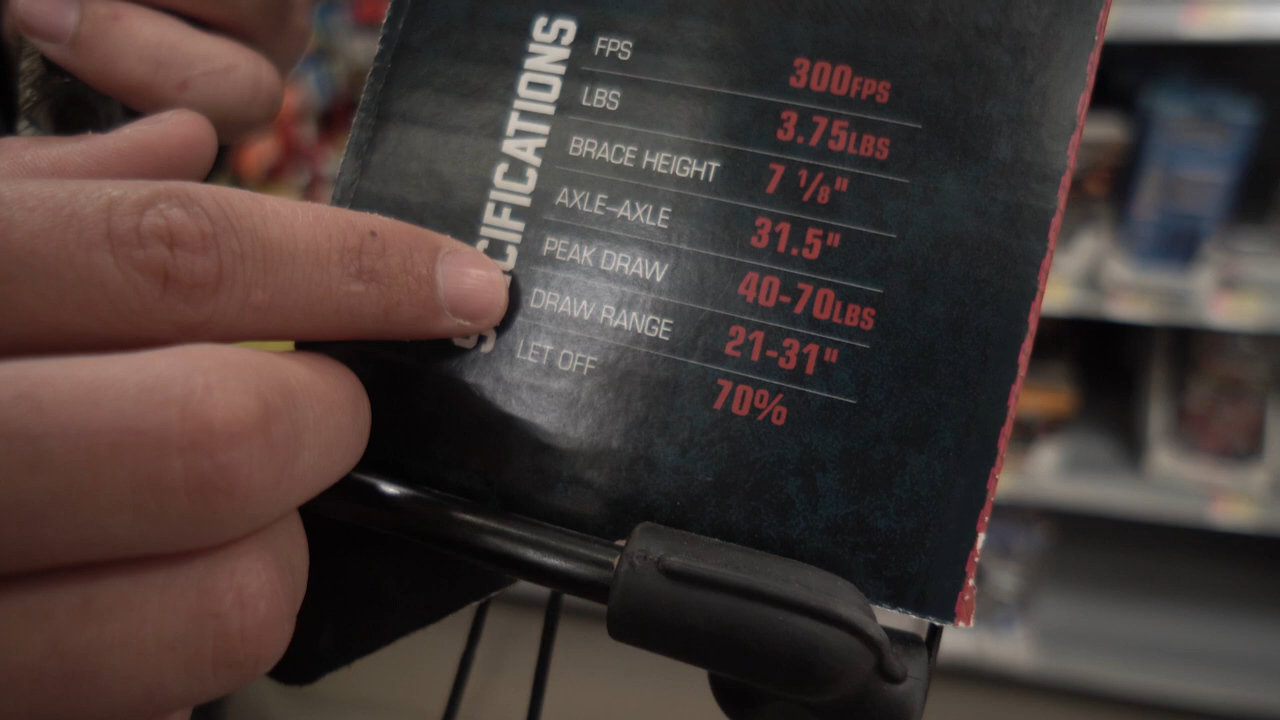 SPECIFICATIONS
FPS 300FPS
LBS 3.75LBS
BRACE HEIGHT 7 1/8"
AXLE-AXLE 31.5"
PEAK DRAW 40-70LBS
DRAW RANGE 21-31"
LET OFF 70%